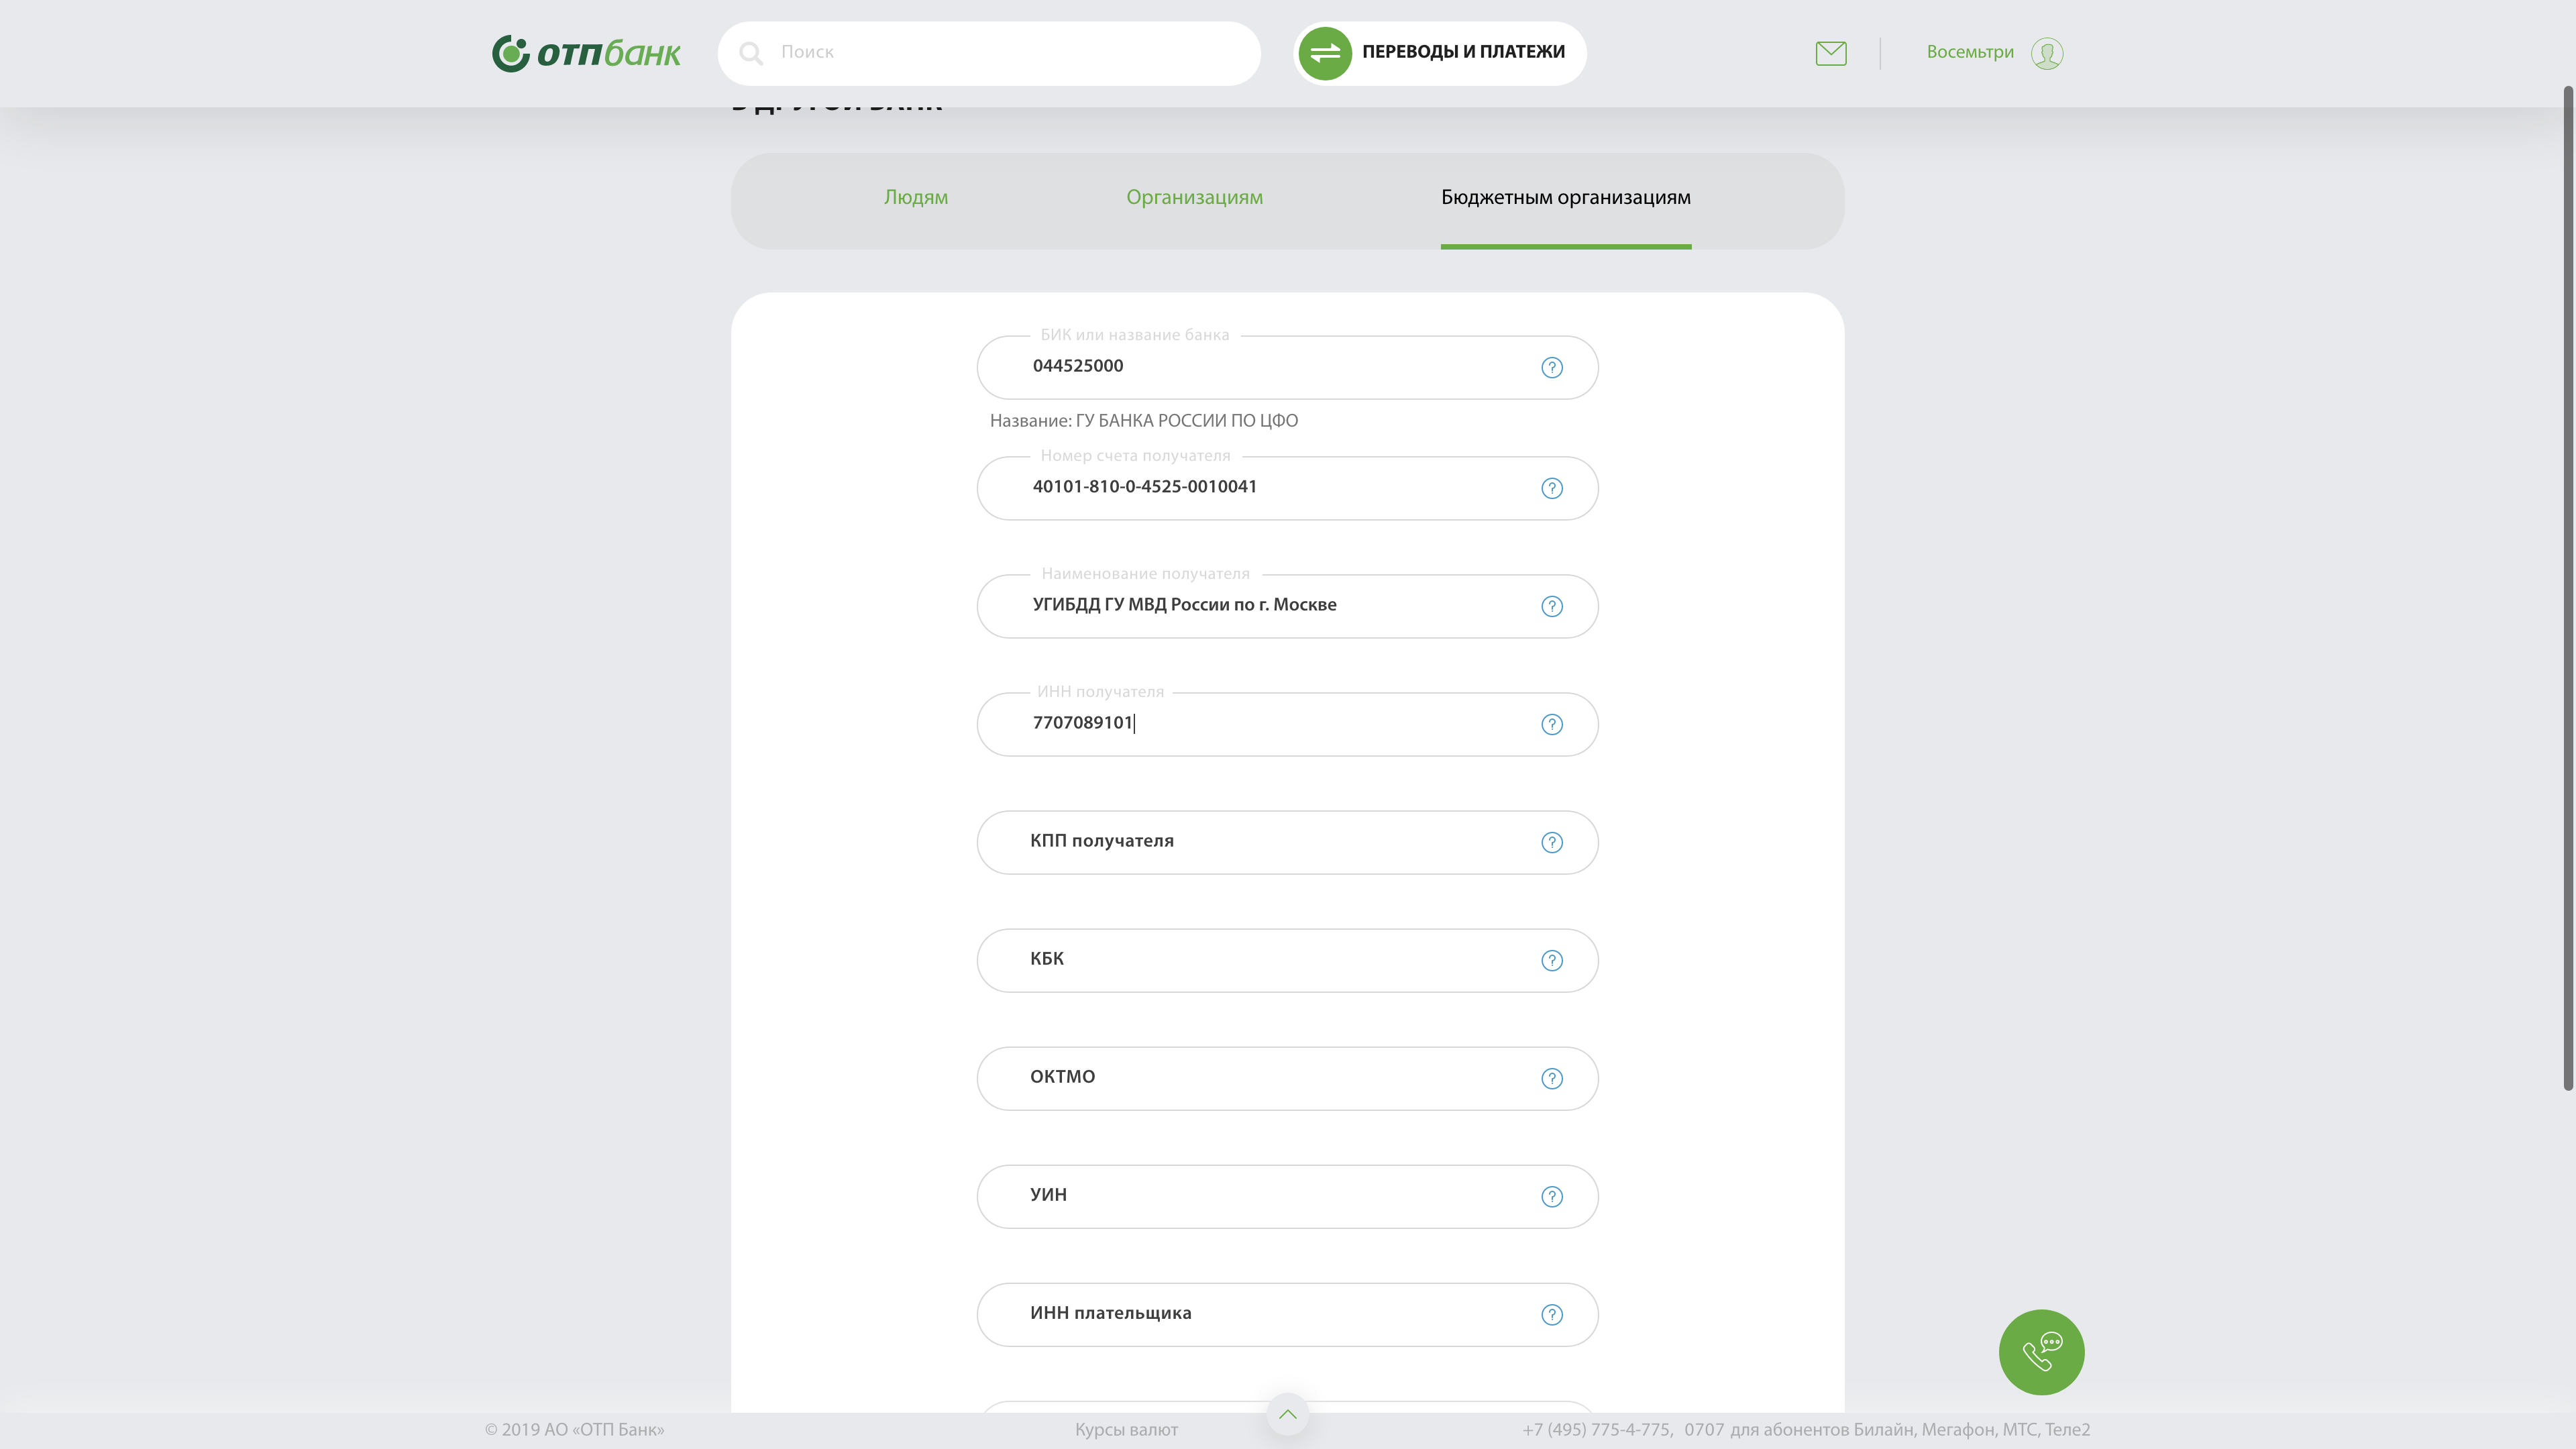 отпбанк
Поиск
ПЕРЕВОДЫ И ПЛАТЕЖИ
Восемьтри
В ДРУГОЙ БАНК
Людям
Организациям
Бюджетным организациям
БИК или название банка
044525000
Название: ГУ БАНКА РОССИИ ПО ЦФО
Номер счета получателя
40101-810-0-4525-0010041
Наименование получателя
УГИБДД ГУ МВД России по г. Москве
ИНН получателя
7707089101
КПП получателя
КБК
ОКТМО
УИН
ИНН плательщика
© 2019 АО «ОТП Банк»
Курсы валют
+7 (495) 775-4-775, 0707 для абонентов Билайн, Мегафон, МТС, Теле2